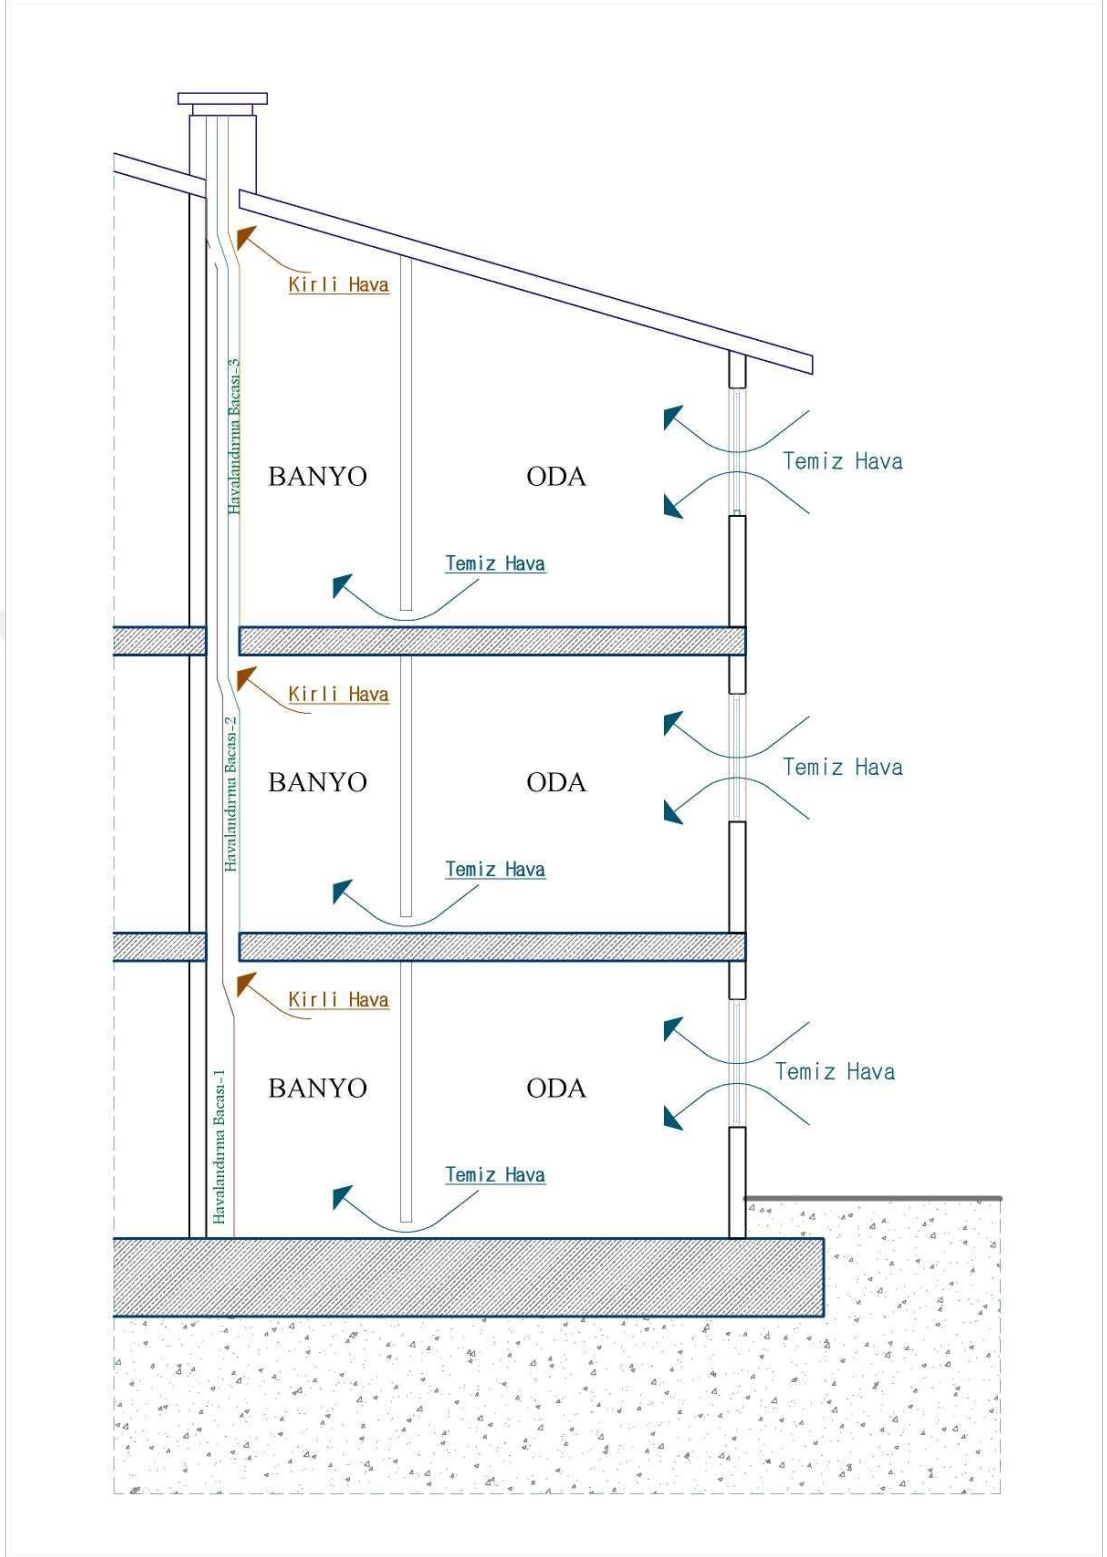 Kirli Hava
Havalandırma Bacası-3
BANYO
ODA
Temiz Hava
Temiz Hava
Kirli Hava
Havalandırma Bacası-2
BANYO
ODA
Temiz Hava
Temiz Hava
Kirli Hava
Havalandırma Bacası-1
BANYO
ODA
Temiz Hava
Temiz Hava